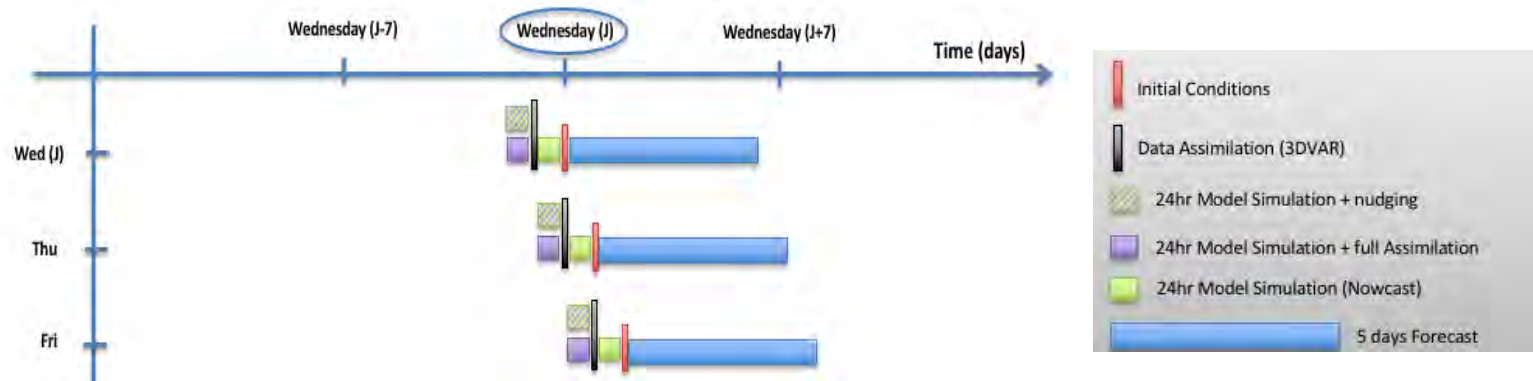 Wednesday (J-7)
Wednesday (J)
Wednesday (J+7)
Time (days)
Wed (J)
Thu
Fri
Initial Conditions
Data Assimilation (3DVAR)
24hr Model Simulation + nudging
24hr Model Simulation + full Assimilation
24hr Model Simulation (Nowcast)
5 days Forecast